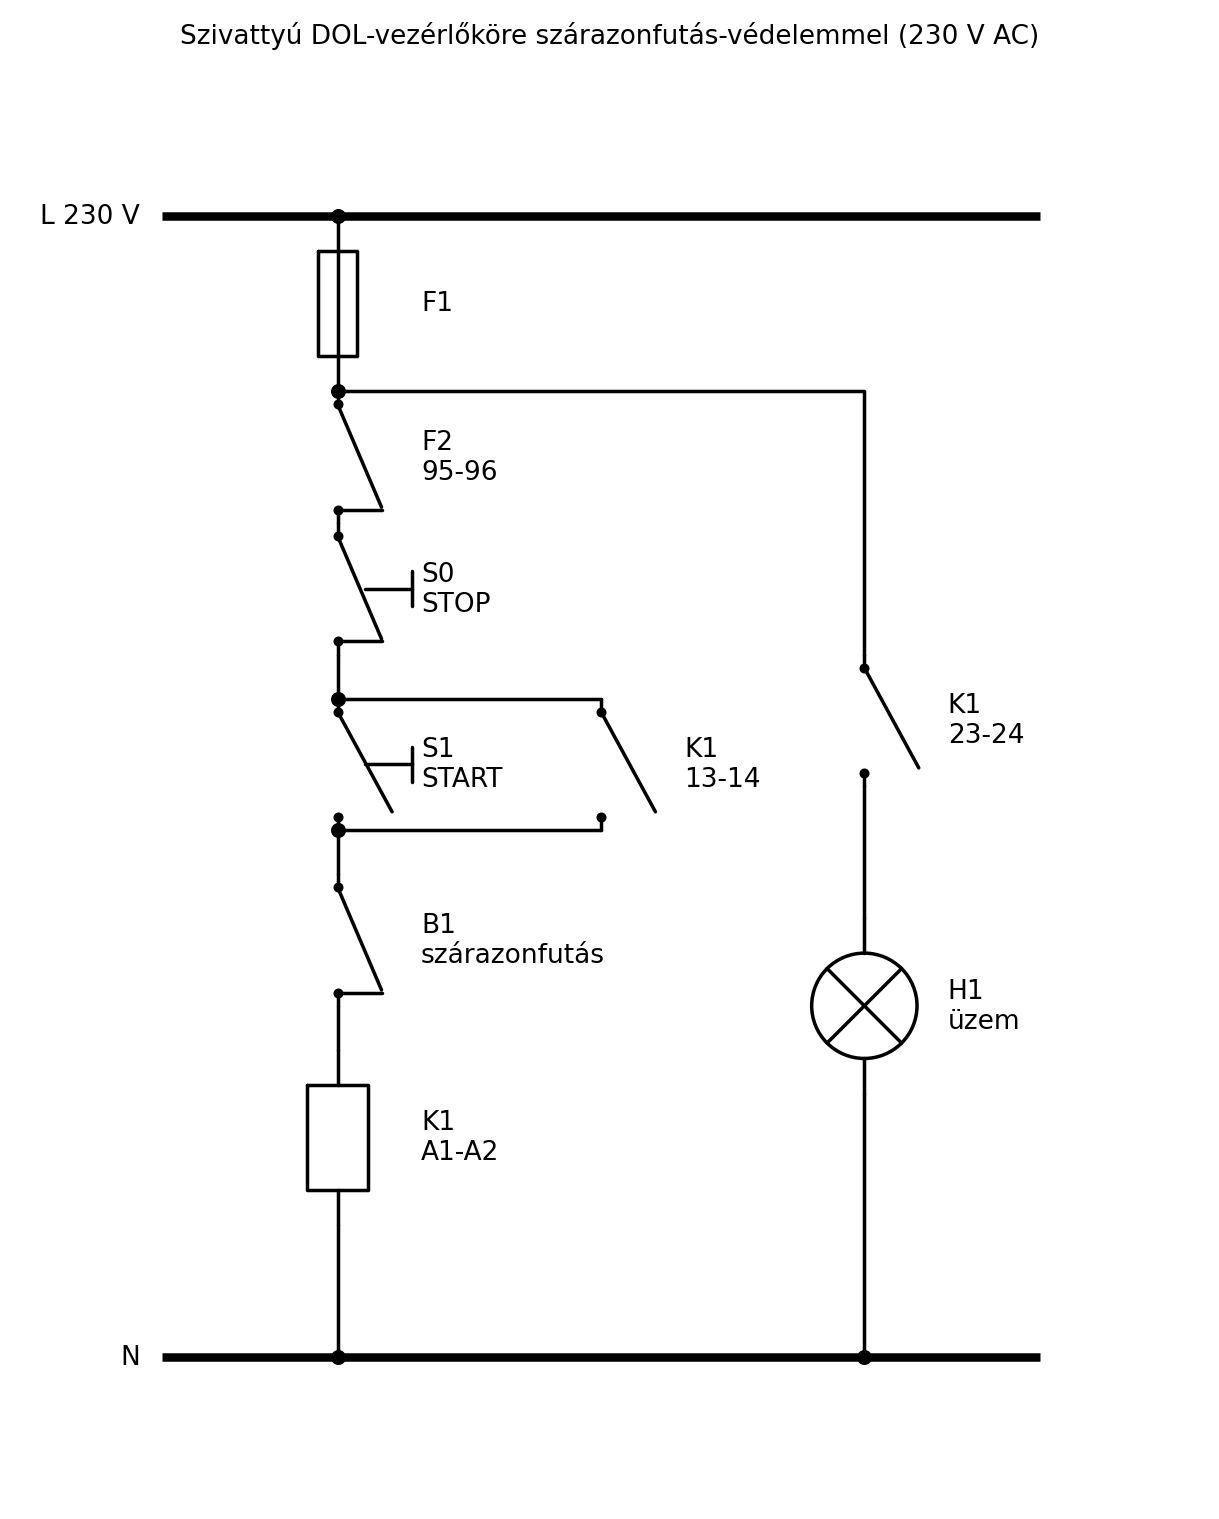 Szivattyú DOL-vezérlőköre szárazonfutás-védelemmel (230 V AC)
L 230 V
F1
F2
95-96
S0
STOP
S1
START
K1
13-14
K1
23-24
B1
szárazonfutás
H1
üzem
K1
A1-A2
N